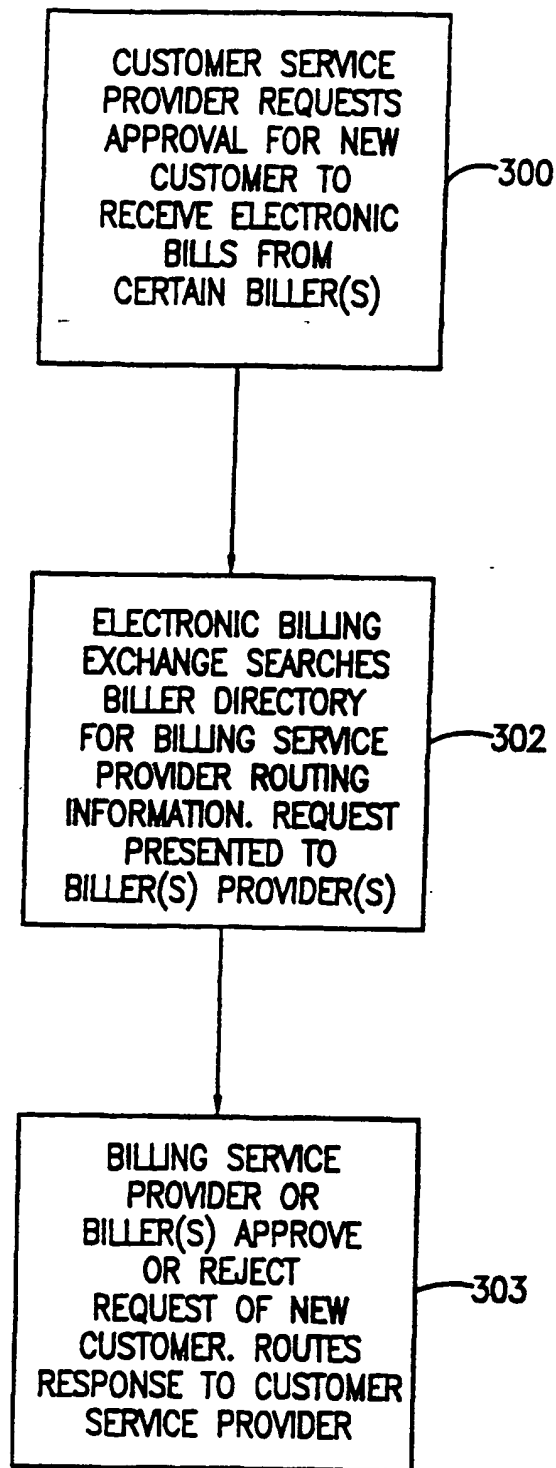 CUSTOMER SERVICE
PROVIDER REQUESTS
APPROVAL FOR NEW
CUSTOMER TO
RECEIVE ELECTRONIC
BILLS FROM
CERTAIN BILLER(S)
300
ELECTRONIC BILLING
EXCHANGE SEARCHES
BILLER DIRECTORY
FOR BILLING SERVICE
PROVIDER ROUTING
INFORMATION. REQUEST
PRESENTED TO
BILLER(S) PROVIDER(S)
302
BILLING SERVICE
PROVIDER OR
BILLER(S) APPROVE
OR REJECT
REQUEST OF NEW
CUSTOMER. ROUTES
RESPONSE TO CUSTOMER
SERVICE PROVIDER
303